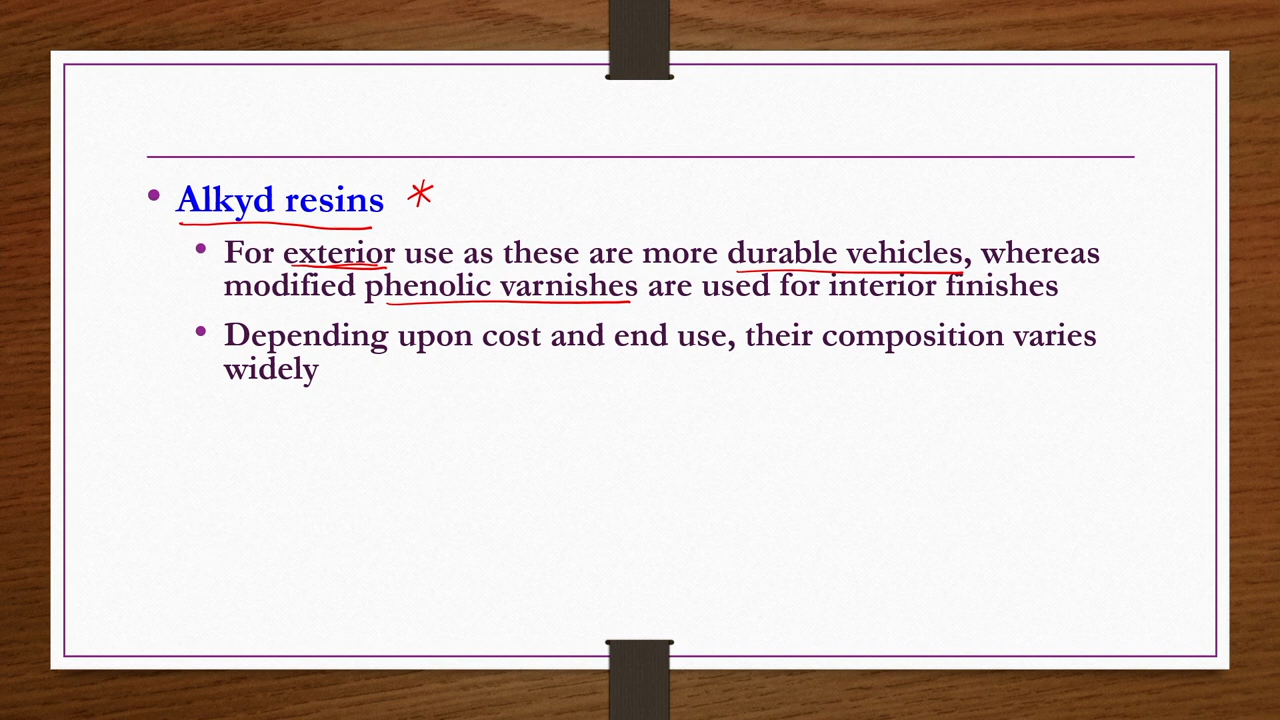 • Alkyd resins *
• For exterior use as these are more durable vehicles, whereas
modified phenolic varnishes are used for interior finishes
• Depending upon cost and end use, their composition varies
widely